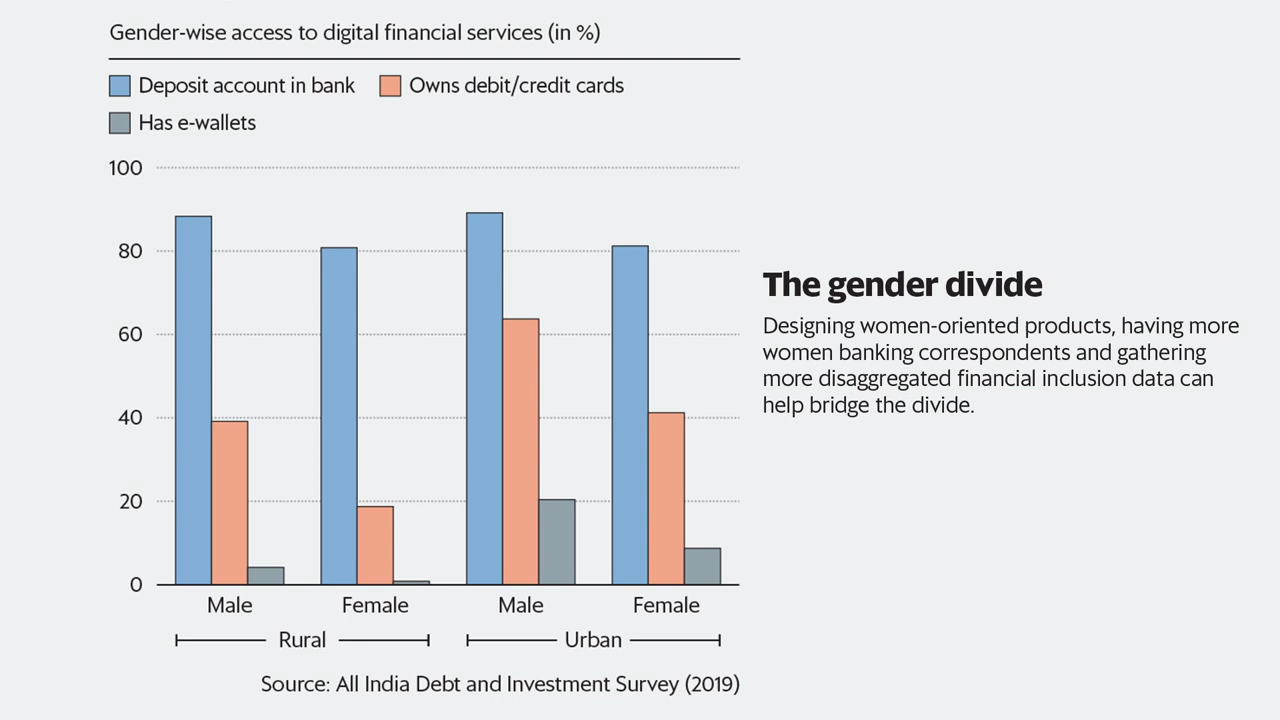 Gender-wise access to digital financial services (in %)
Deposit account in bank Owns debit/credit cards
Has e-wallets
100
80
60
40
20
0
Male Female Male Female
Rural Urban
Source: All India Debt and Investment Survey (2019)
The gender divide
Designing women-oriented products, having more
women banking correspondents and gathering
more disaggregated financial inclusion data can
help bridge the divide.